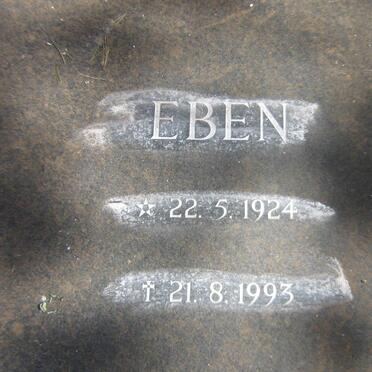 EBEN
☆ 22. 5. 1924
✝ 21. 8. 1993